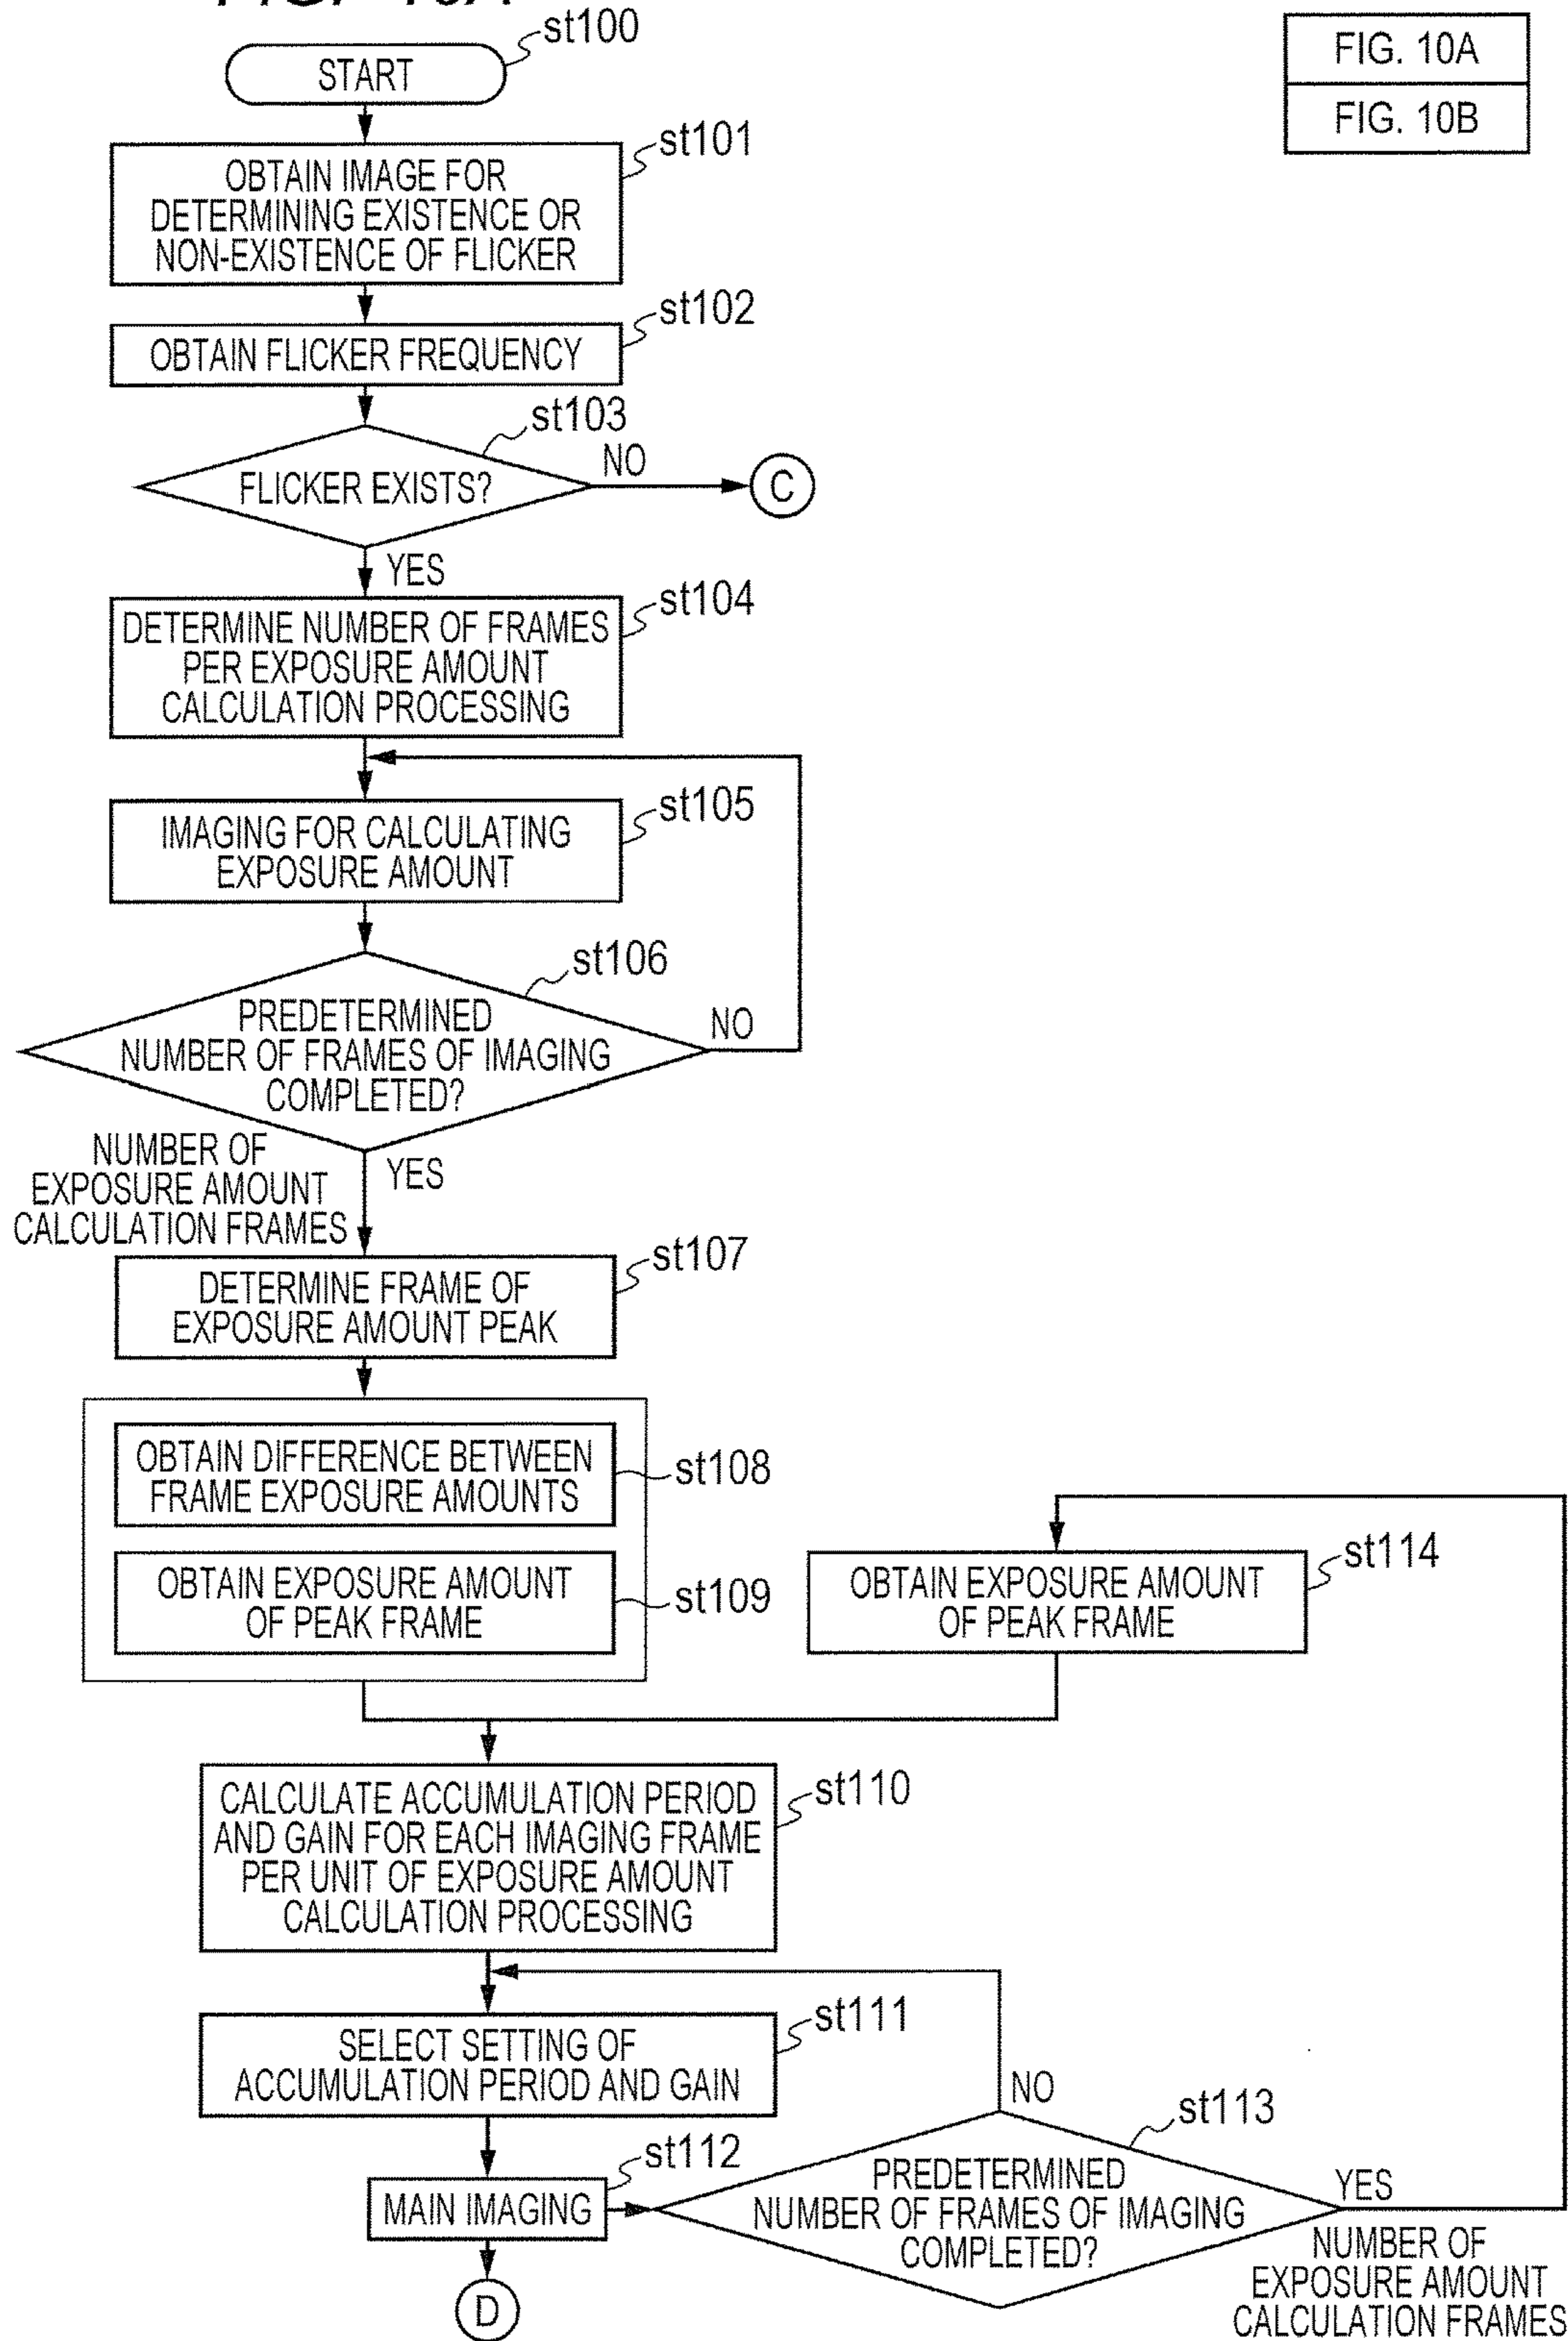 FIG. 10A
FIG. 10A
FIG. 10B
st100
START
st101
OBTAIN IMAGE FOR
DETERMINING EXISTENCE OR
NON-EXISTENCE OF FLICKER
st102
OBTAIN FLICKER FREQUENCY
st103
FLICKER EXISTS?
NO
C
YES
st104
DETERMINE NUMBER OF FRAMES
PER EXPOSURE AMOUNT
CALCULATION PROCESSING
st105
IMAGING FOR CALCULATING
EXPOSURE AMOUNT
st106
PREDETERMINED
NUMBER OF FRAMES OF IMAGING
COMPLETED?
NO
NUMBER OF
EXPOSURE AMOUNT
CALCULATION FRAMES
YES
st107
DETERMINE FRAME OF
EXPOSURE AMOUNT PEAK
OBTAIN DIFFERENCE BETWEEN
FRAME EXPOSURE AMOUNTS
st108
OBTAIN EXPOSURE AMOUNT
OF PEAK FRAME
st109
OBTAIN EXPOSURE AMOUNT
OF PEAK FRAME
st114
CALCULATE ACCUMULATION PERIOD
AND GAIN FOR EACH IMAGING FRAME
PER UNIT OF EXPOSURE AMOUNT
CALCULATION PROCESSING
st110
SELECT SETTING OF
ACCUMULATION PERIOD AND GAIN
st111
NO
st113
st112
MAIN IMAGING
PREDETERMINED
NUMBER OF FRAMES OF IMAGING
COMPLETED?
YES
NUMBER OF
EXPOSURE AMOUNT
CALCULATION FRAMES
D